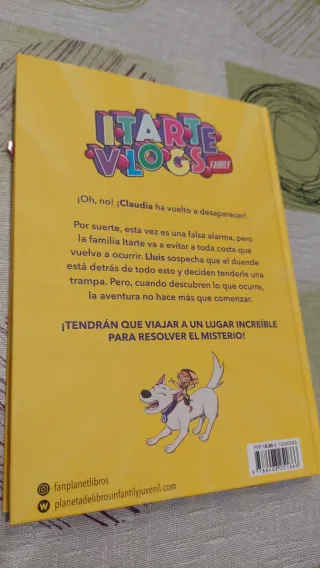 ITARTE
VLOGS
FAMILY
¡Oh, no! ¡Claudia ha vuelto a desaparecer!
Por suerte, esta vez es una falsa alarma, pero
la familia Itarte va a evitar a toda costa que
vuelva a ocurrir. Lluís sospecha que el duende
está detrás de todo esto y deciden tenderle una
trampa. Pero, cuando descubren lo que ocurre,
la aventura no hace más que comenzar.
¡TENDRÁN QUE VIAJAR A UN LUGAR INCREÍBLE
PARA RESOLVER EL MISTERIO!
fanplanetlibros
planetadelibrosinfantilyjuvenil.com